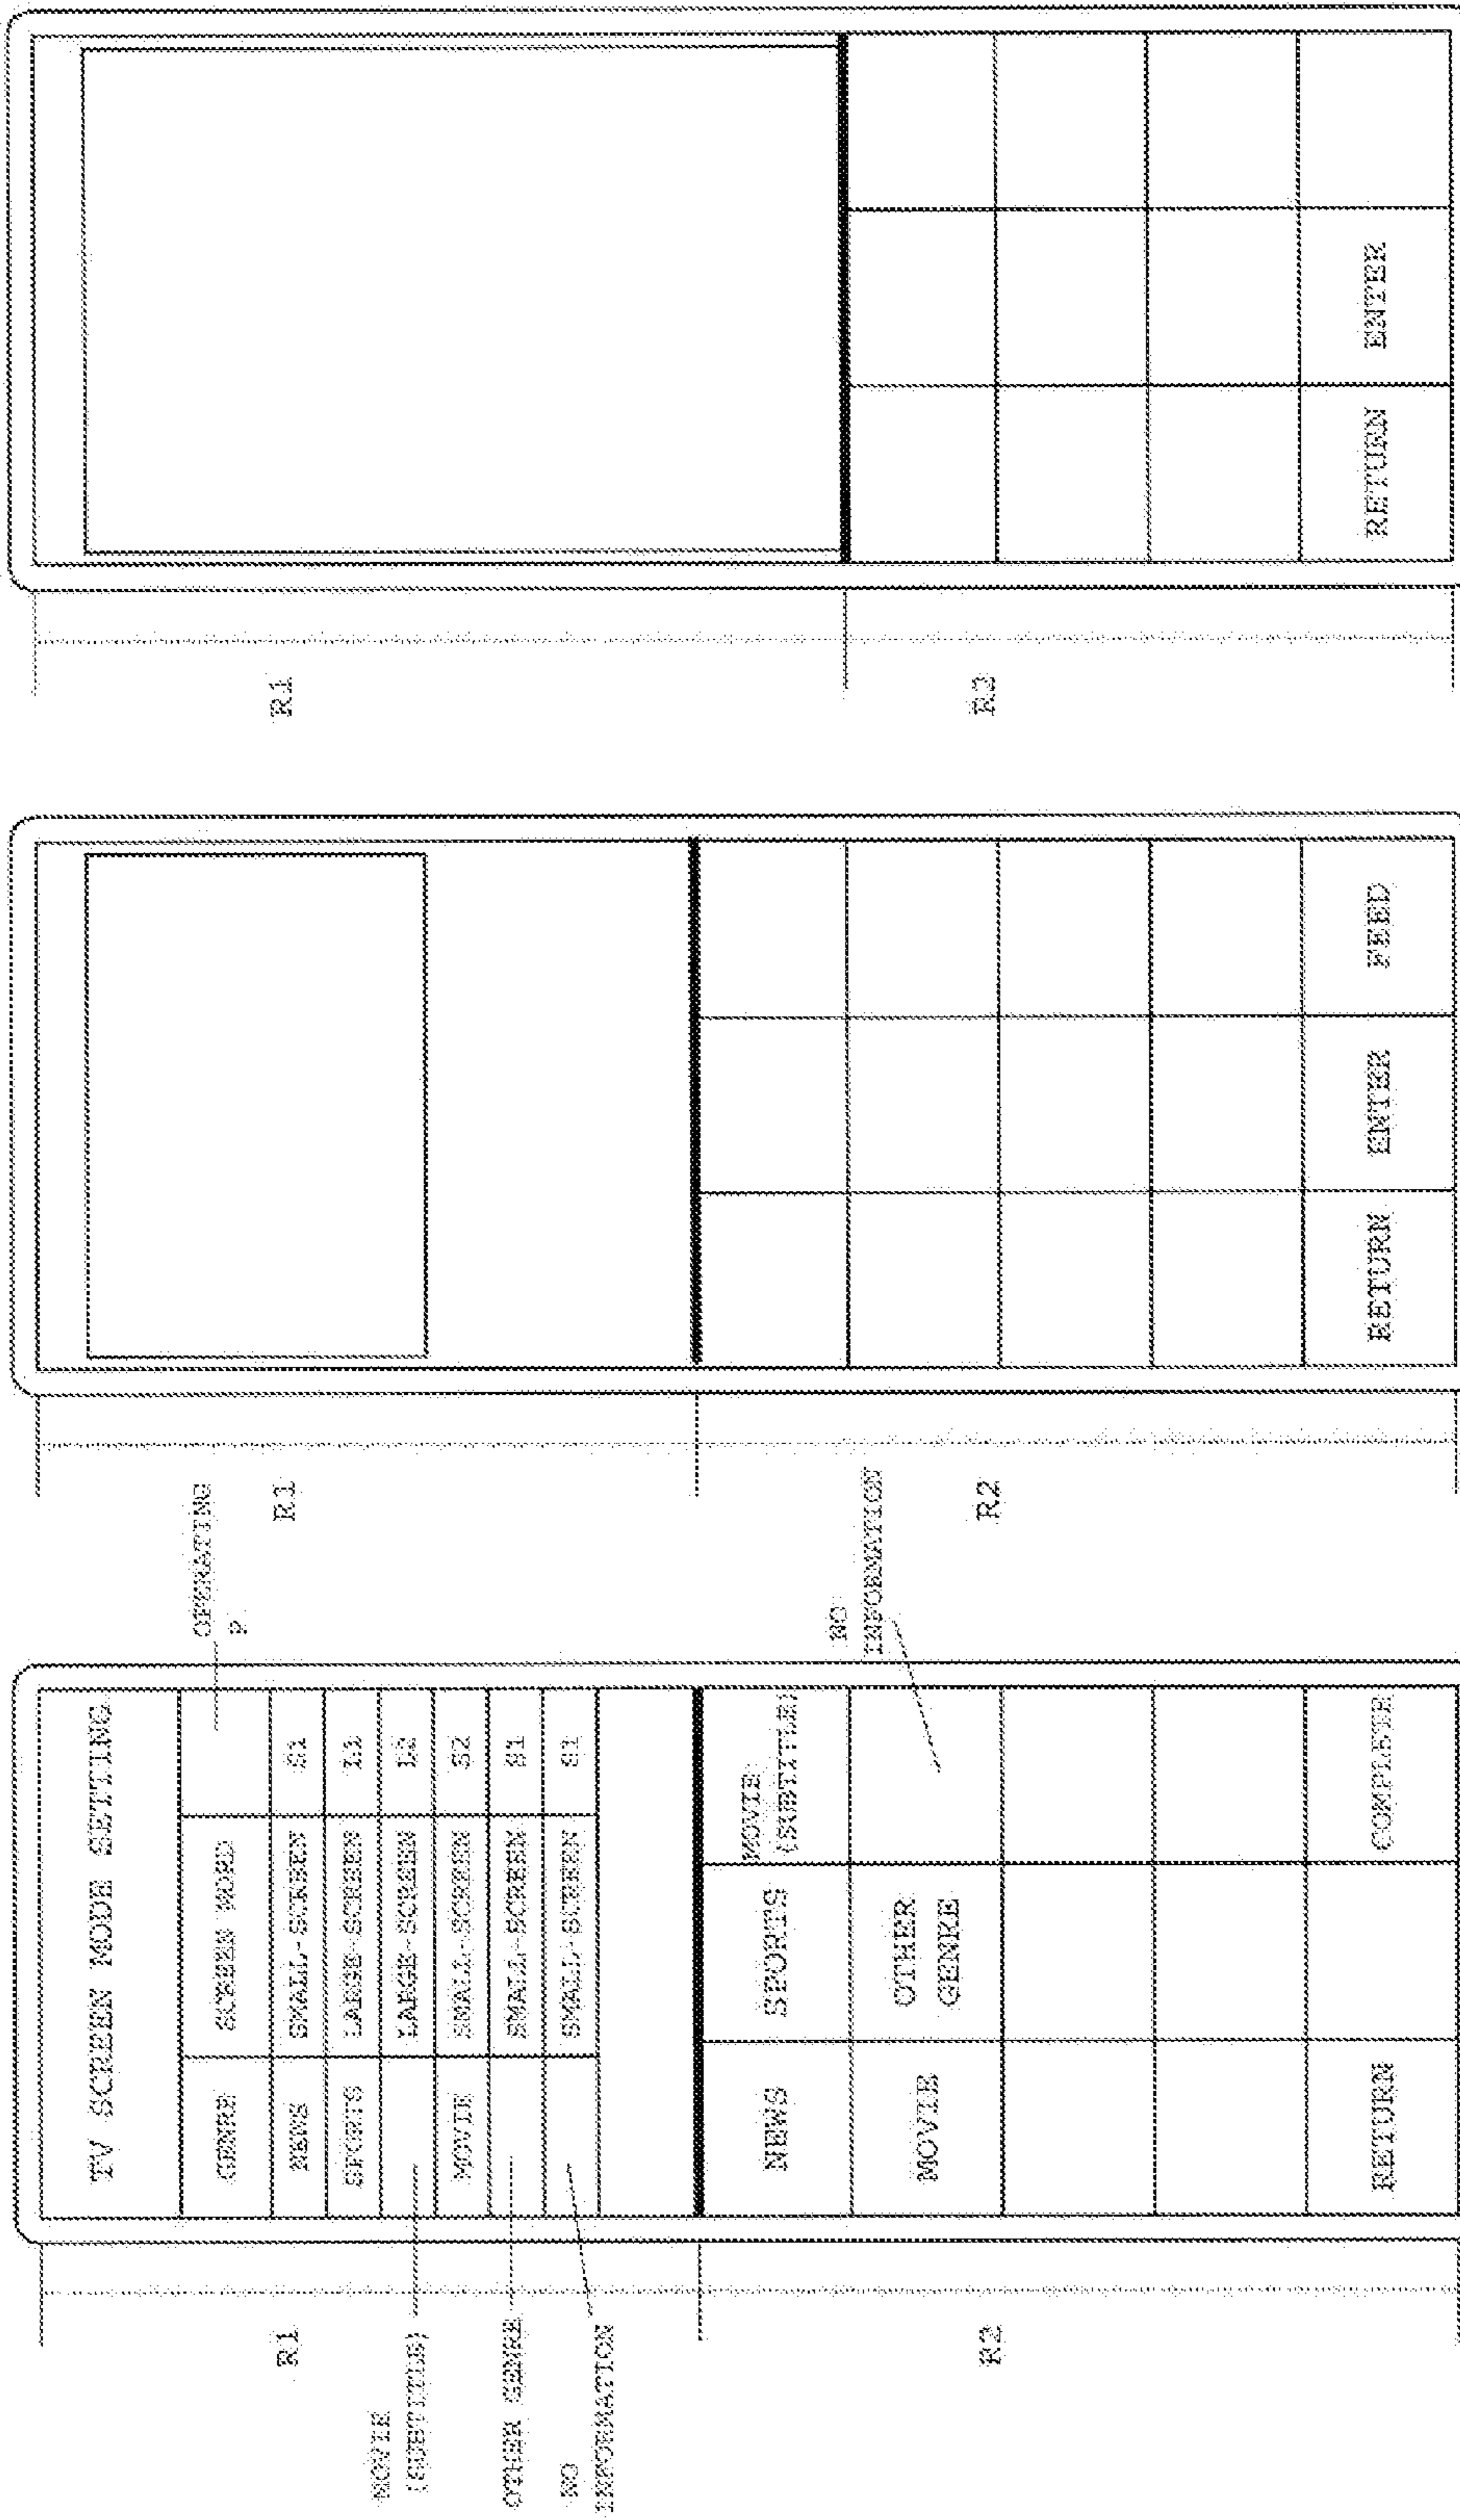 TV SCREEN MODE SETTING
GENRE SCREEN MORD
OPERATING
P
NEWS SMALL-SCREEN S1
SPORTS LARGE-SCREEN L1
MOVIE
(SUBTITLE)
LARGE-SCREEN L2
MOVIE SMALL-SCREEN S2
OTHER GENRE
SMALL-SCREEN S1
NO
INFORMATION
SMALL-SCREEN S1
R1
R2
NEWS SPORTS
MOVIE
(SUBTITLE)
MOVIE
OTHER
GENRE
NO
INFORMATION
RETURN COMPLETE
R1
R2
RETURN ENTER FEED
R1
R2
RETURN ENTER